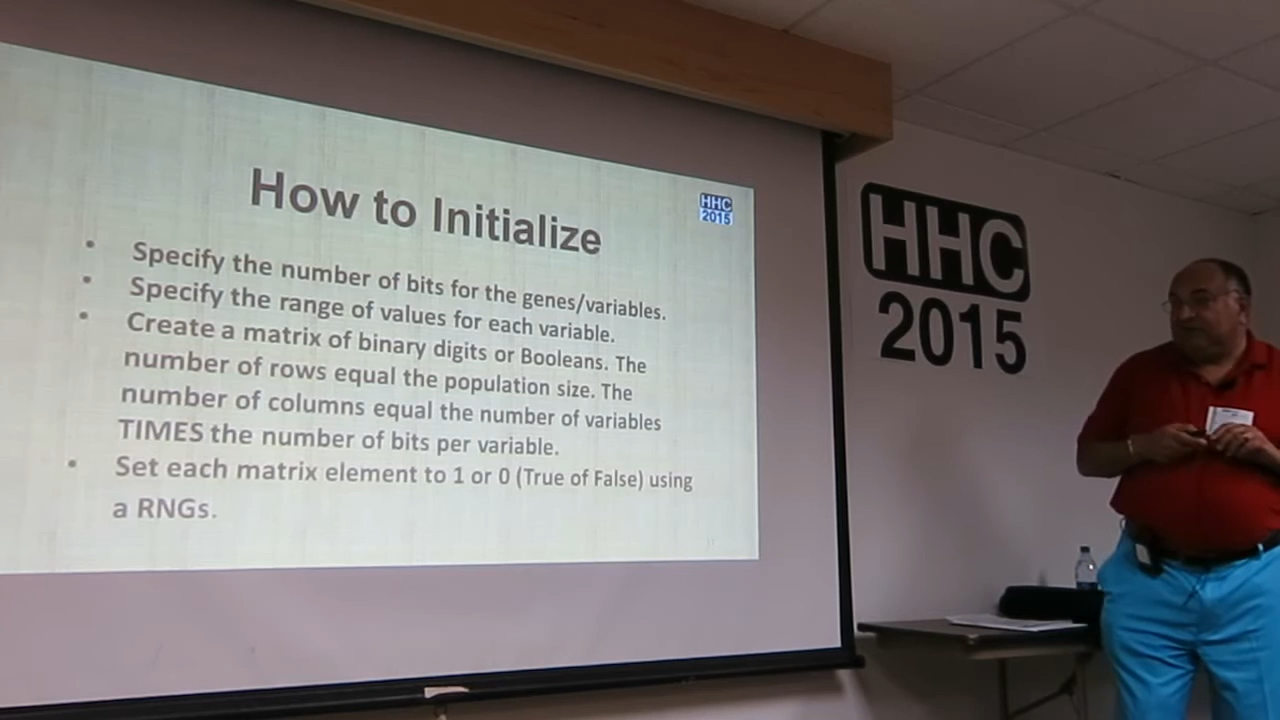 How to Initialize
HHC
2015
• Specify the number of bits for the genes/variables.
• Specify the range of values for each variable.
• Create a matrix of binary digits or Booleans. The
number of rows equal the population size. The
number of columns equal the number of variables
TIMES the number of bits per variable.
• Set each matrix element to 1 or 0 (True of False) using
a RNGs.
HHC
2015